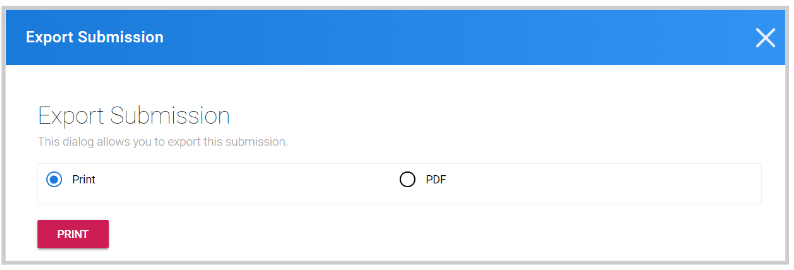 Export Submission
Export Submission
This dialog allows you to export this submission.
Print PDF
PRINT